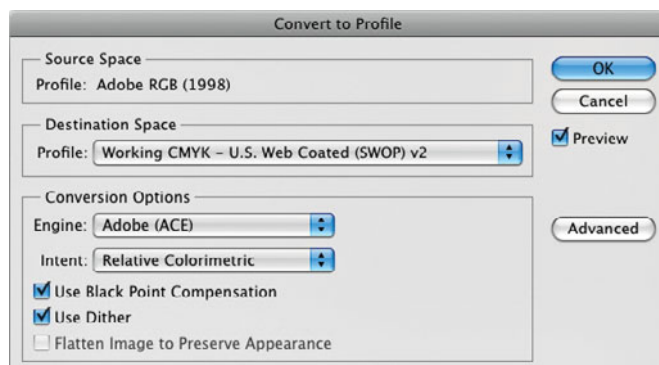 Convert to Profile
Source Space
Profile: Adobe RGB (1998)
OK
Cancel
Destination Space
Profile: Working CMYK – U.S. Web Coated (SWOP) v2
Preview
Conversion Options
Engine: Adobe (ACE)
Advanced
Intent: Relative Colorimetric
Use Black Point Compensation
Use Dither
Flatten Image to Preserve Appearance